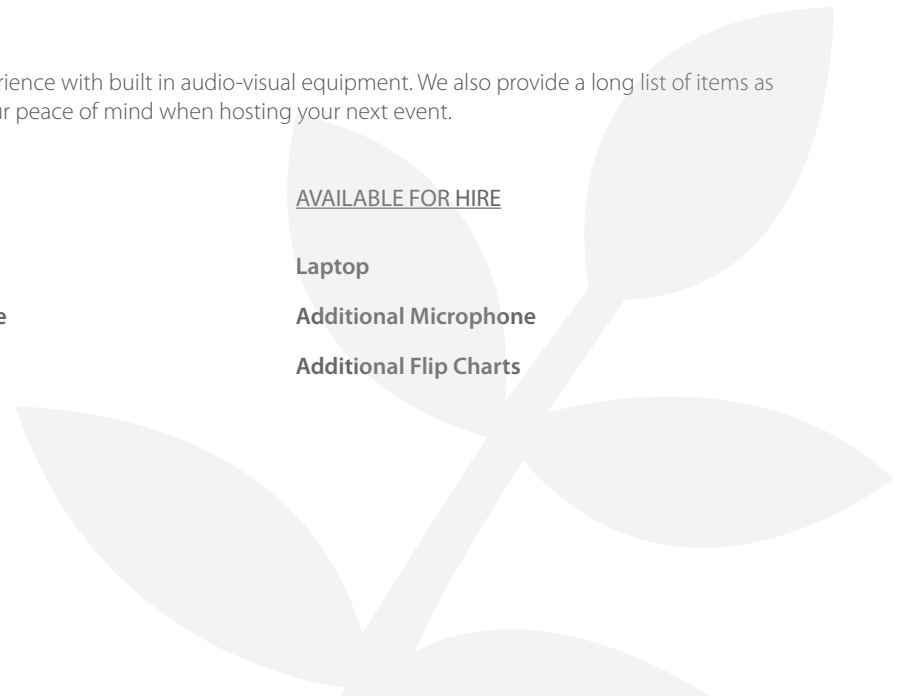 with built in audio-visual equipment. We also provide a long list of items as
peace of mind when hosting your next event.
AVAILABLE FOR HIRE
Laptop
Additional Microphone
Additional Flip Charts